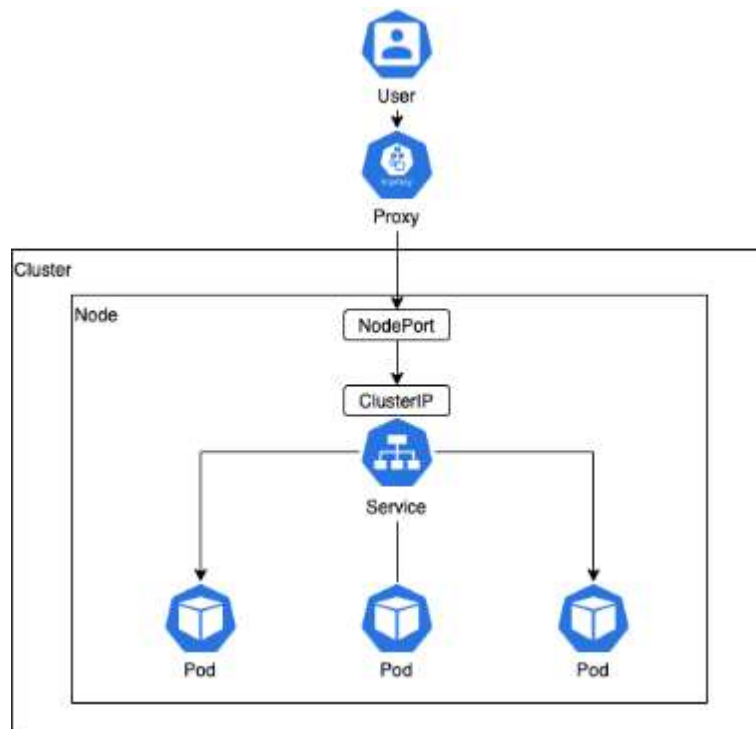 User
Proxy
Cluster
Node
NodePort
ClusterIP
Service
Pod
Pod
Pod